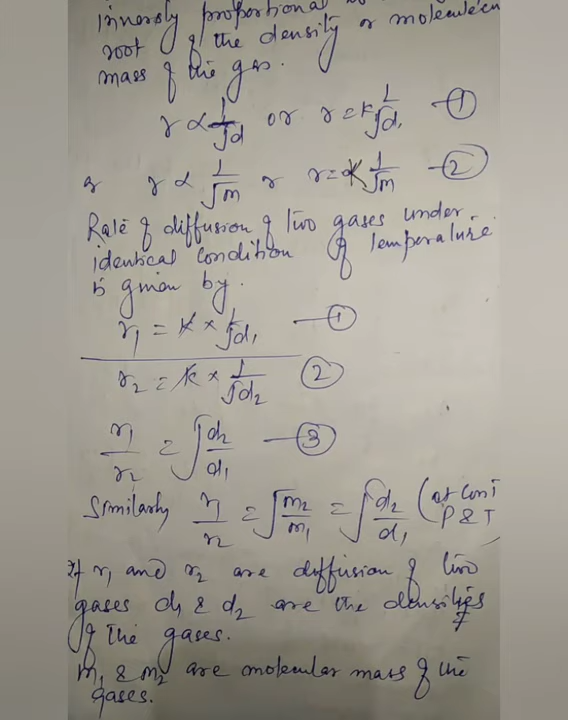 inversly proportional
root of the density or molecular
mass of the gas.
r ∝ 1/√d or r = k 1/√d, —①
or r ∝ 1/√m or r = k 1/√m —②
Rate of diffusion of two gases under
identical condition of Temperature
is given by.
r₁ = k × 1/√d₁ —①
r₂ = k × 1/√d₂ ②
r₁/r₂ = √d₂/d₁ —③
Similarly r₁/r₂ = √m₂/m₁ = √d₂/d₁ (at const
P & T)
If r₁ and r₂ are diffusion of two
gases d₁ & d₂ are the densities
of the gases.
m₁ & m₂ are molecular mass of the
gases.